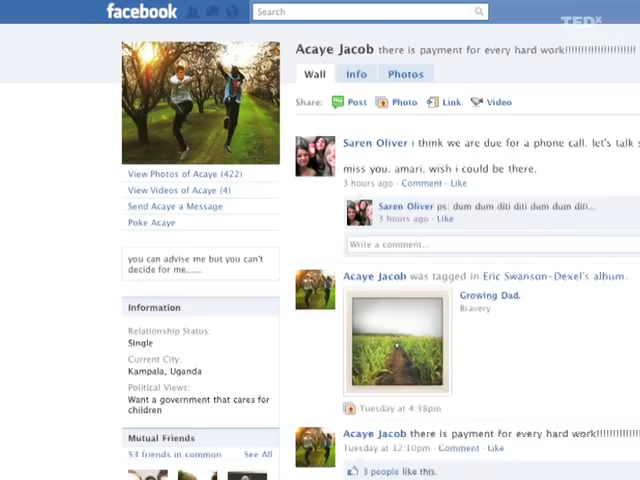 facebook
Search
TEDx
Acaye Jacob there is payment for every hard work!!!!!!!!!!!!!!!!!!!!!!
Wall Info Photos
Share: Post Photo Link Video
Saren Oliver i think we are due for a phone call. let's talk
miss you. amari. wish i could be there.
3 hours ago · Comment · Like
Saren Oliver ps: dum dum diti diti dum dum diti...
3 hours ago · Like
Write a comment...
Acaye Jacob was tagged in Eric Swanson-Dexel's album.
Growing Dad.
Bravery
Tuesday at 4:38pm
Acaye Jacob there is payment for every hard work!!!!!!!!!!!!!!
Tuesday at 12:10pm · Comment · Like
3 people like this.
View Photos of Acaye (422)
View Videos of Acaye (4)
Send Acaye a Message
Poke Acaye
you can advise me but you can't
decide for me......
Information
Relationship Status:
Single
Current City:
Kampala, Uganda
Political Views:
Want a government that cares for
children
Mutual Friends
53 friends in common See All